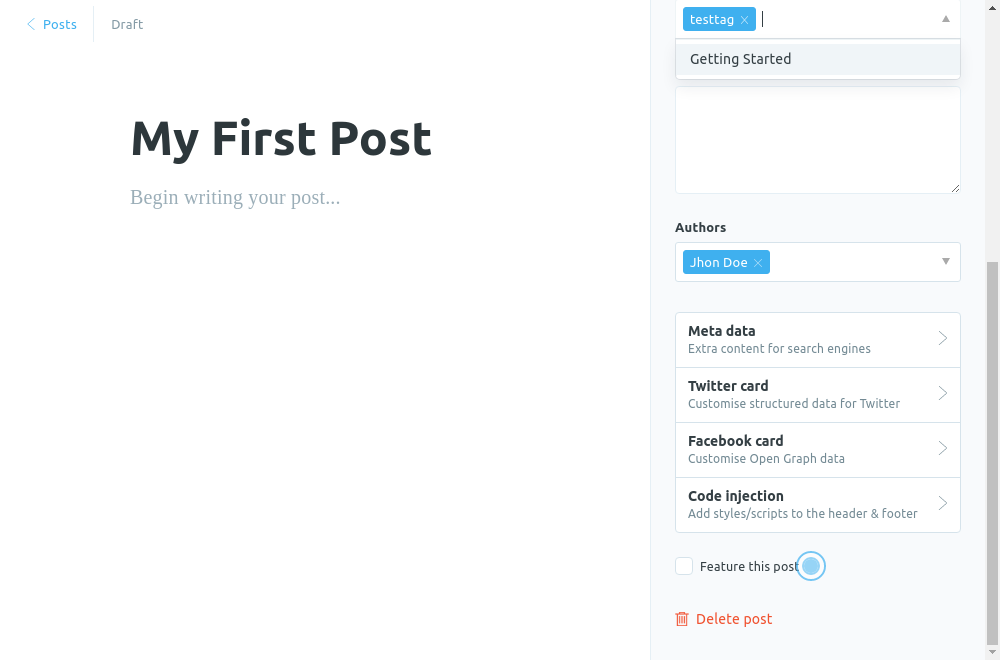 Posts
Draft
testtag
Getting Started
My First Post
Begin writing your post...
Authors
Jhon Doe
Meta data
Extra content for search engines
Twitter card
Customise structured data for Twitter
Facebook card
Customise Open Graph data
Code injection
Add styles/scripts to the header & footer
Feature this post
Delete post